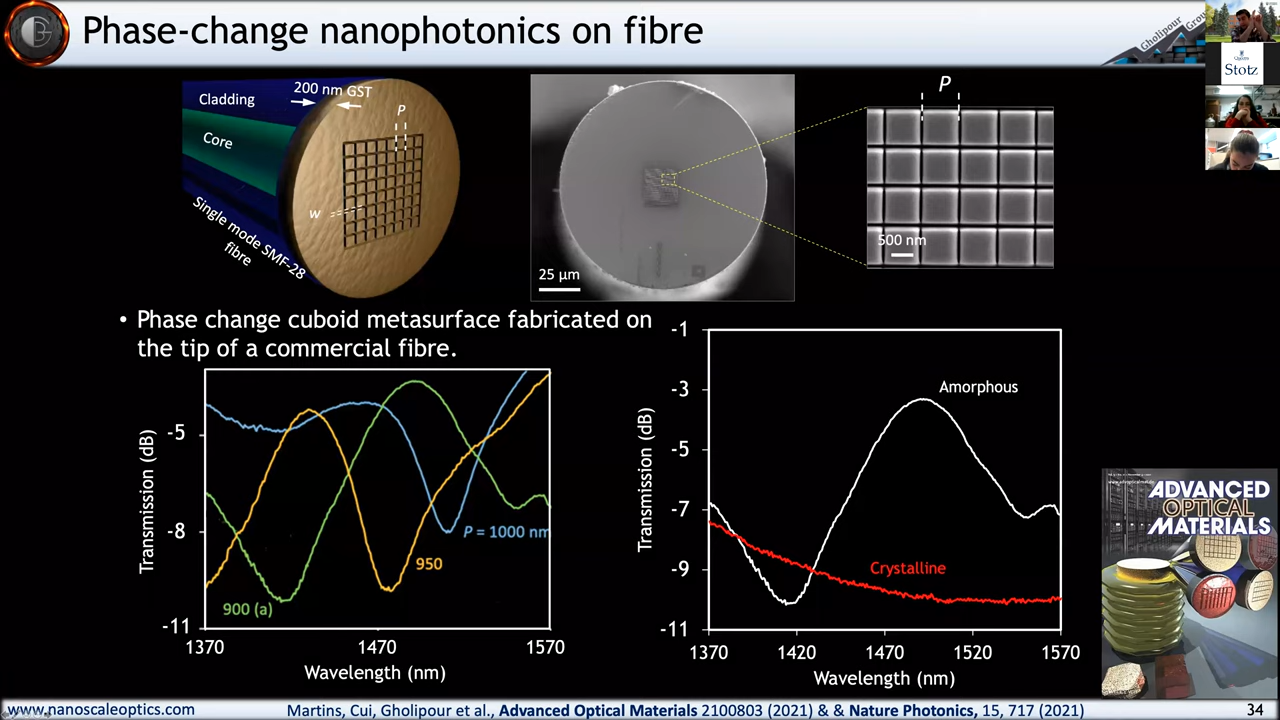 Phase-change nanophotonics on fibre
Gholipour Group
Queen's
Stotz
Cladding
200 nm GST
P
Core
w
Single mode SMF-28
fibre
25 µm
P
500 nm
• Phase change cuboid metasurface fabricated on
the tip of a commercial fibre.
Transmission (dB)
-5
-8
-11
P = 1000 nm
950
900 (a)
1370
1470
1570
Wavelength (nm)
Transmission (dB)
-1
-3
-5
-7
-9
-11
Amorphous
Crystalline
1370
1420
1470
1520
1570
Wavelength (nm)
ADVANCED
OPTICAL
MATERIALS
www.nanoscaleoptics.com
Martins, Cui, Gholipour et al., Advanced Optical Materials 2100803 (2021) & & Nature Photonics, 15, 717 (2021)
34